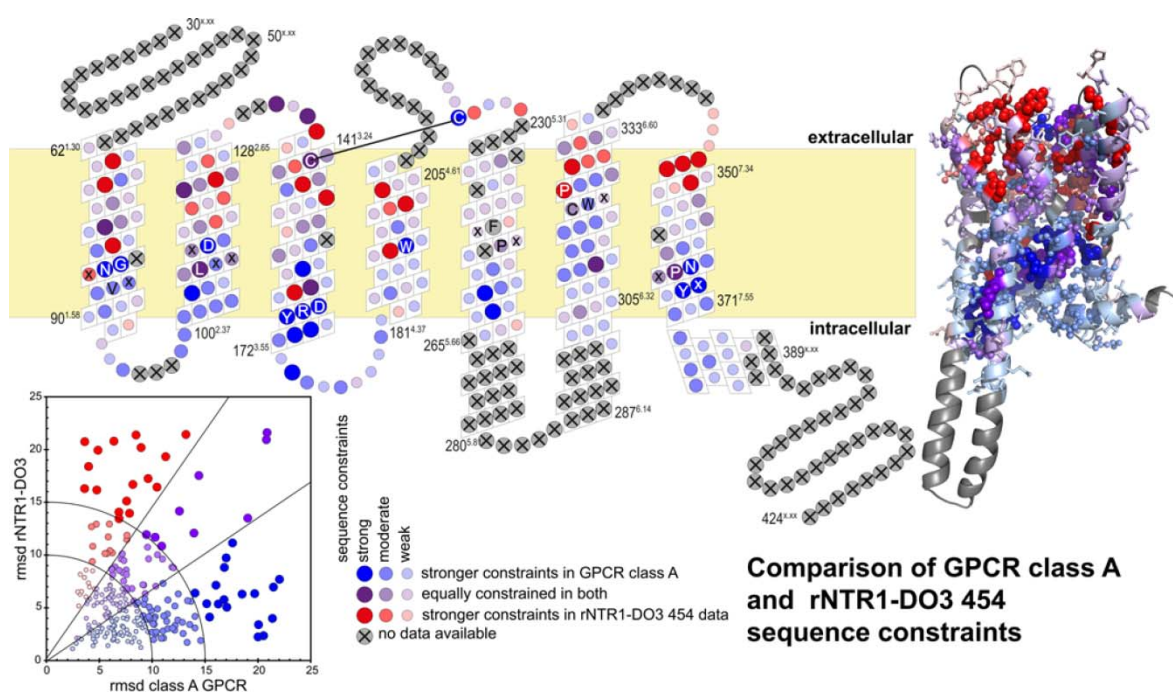 30x.xx
50x.xx
141³·²⁴
C
230⁵·³¹
333⁶·⁶⁰
extracellular
62¹·³⁰
128²·⁶⁵
C
205⁴·⁶¹
350⁷·³⁴
P
C W x
x F
P x
D
W
x N G
V x
x L x x
x P N
Y x
Y R D
90¹·⁵⁸
100²·³⁷
172³·⁵⁵
181⁴·³⁷
265⁵·⁶⁶
305⁶·³²
371⁷·⁵⁵
intracellular
389x.xx
287⁶·¹⁴
280⁵·⁸
424x.xx
25
20
15
10
5
0
0 5 10 15 20 25
rmsd rNTR1-DO3
rmsd class A GPCR
sequence constraints
strong
moderate
weak
stronger constraints in GPCR class A
equally constrained in both
stronger constraints in rNTR1-DO3 454 data
no data available
Comparison of GPCR class A
and rNTR1-DO3 454
sequence constraints